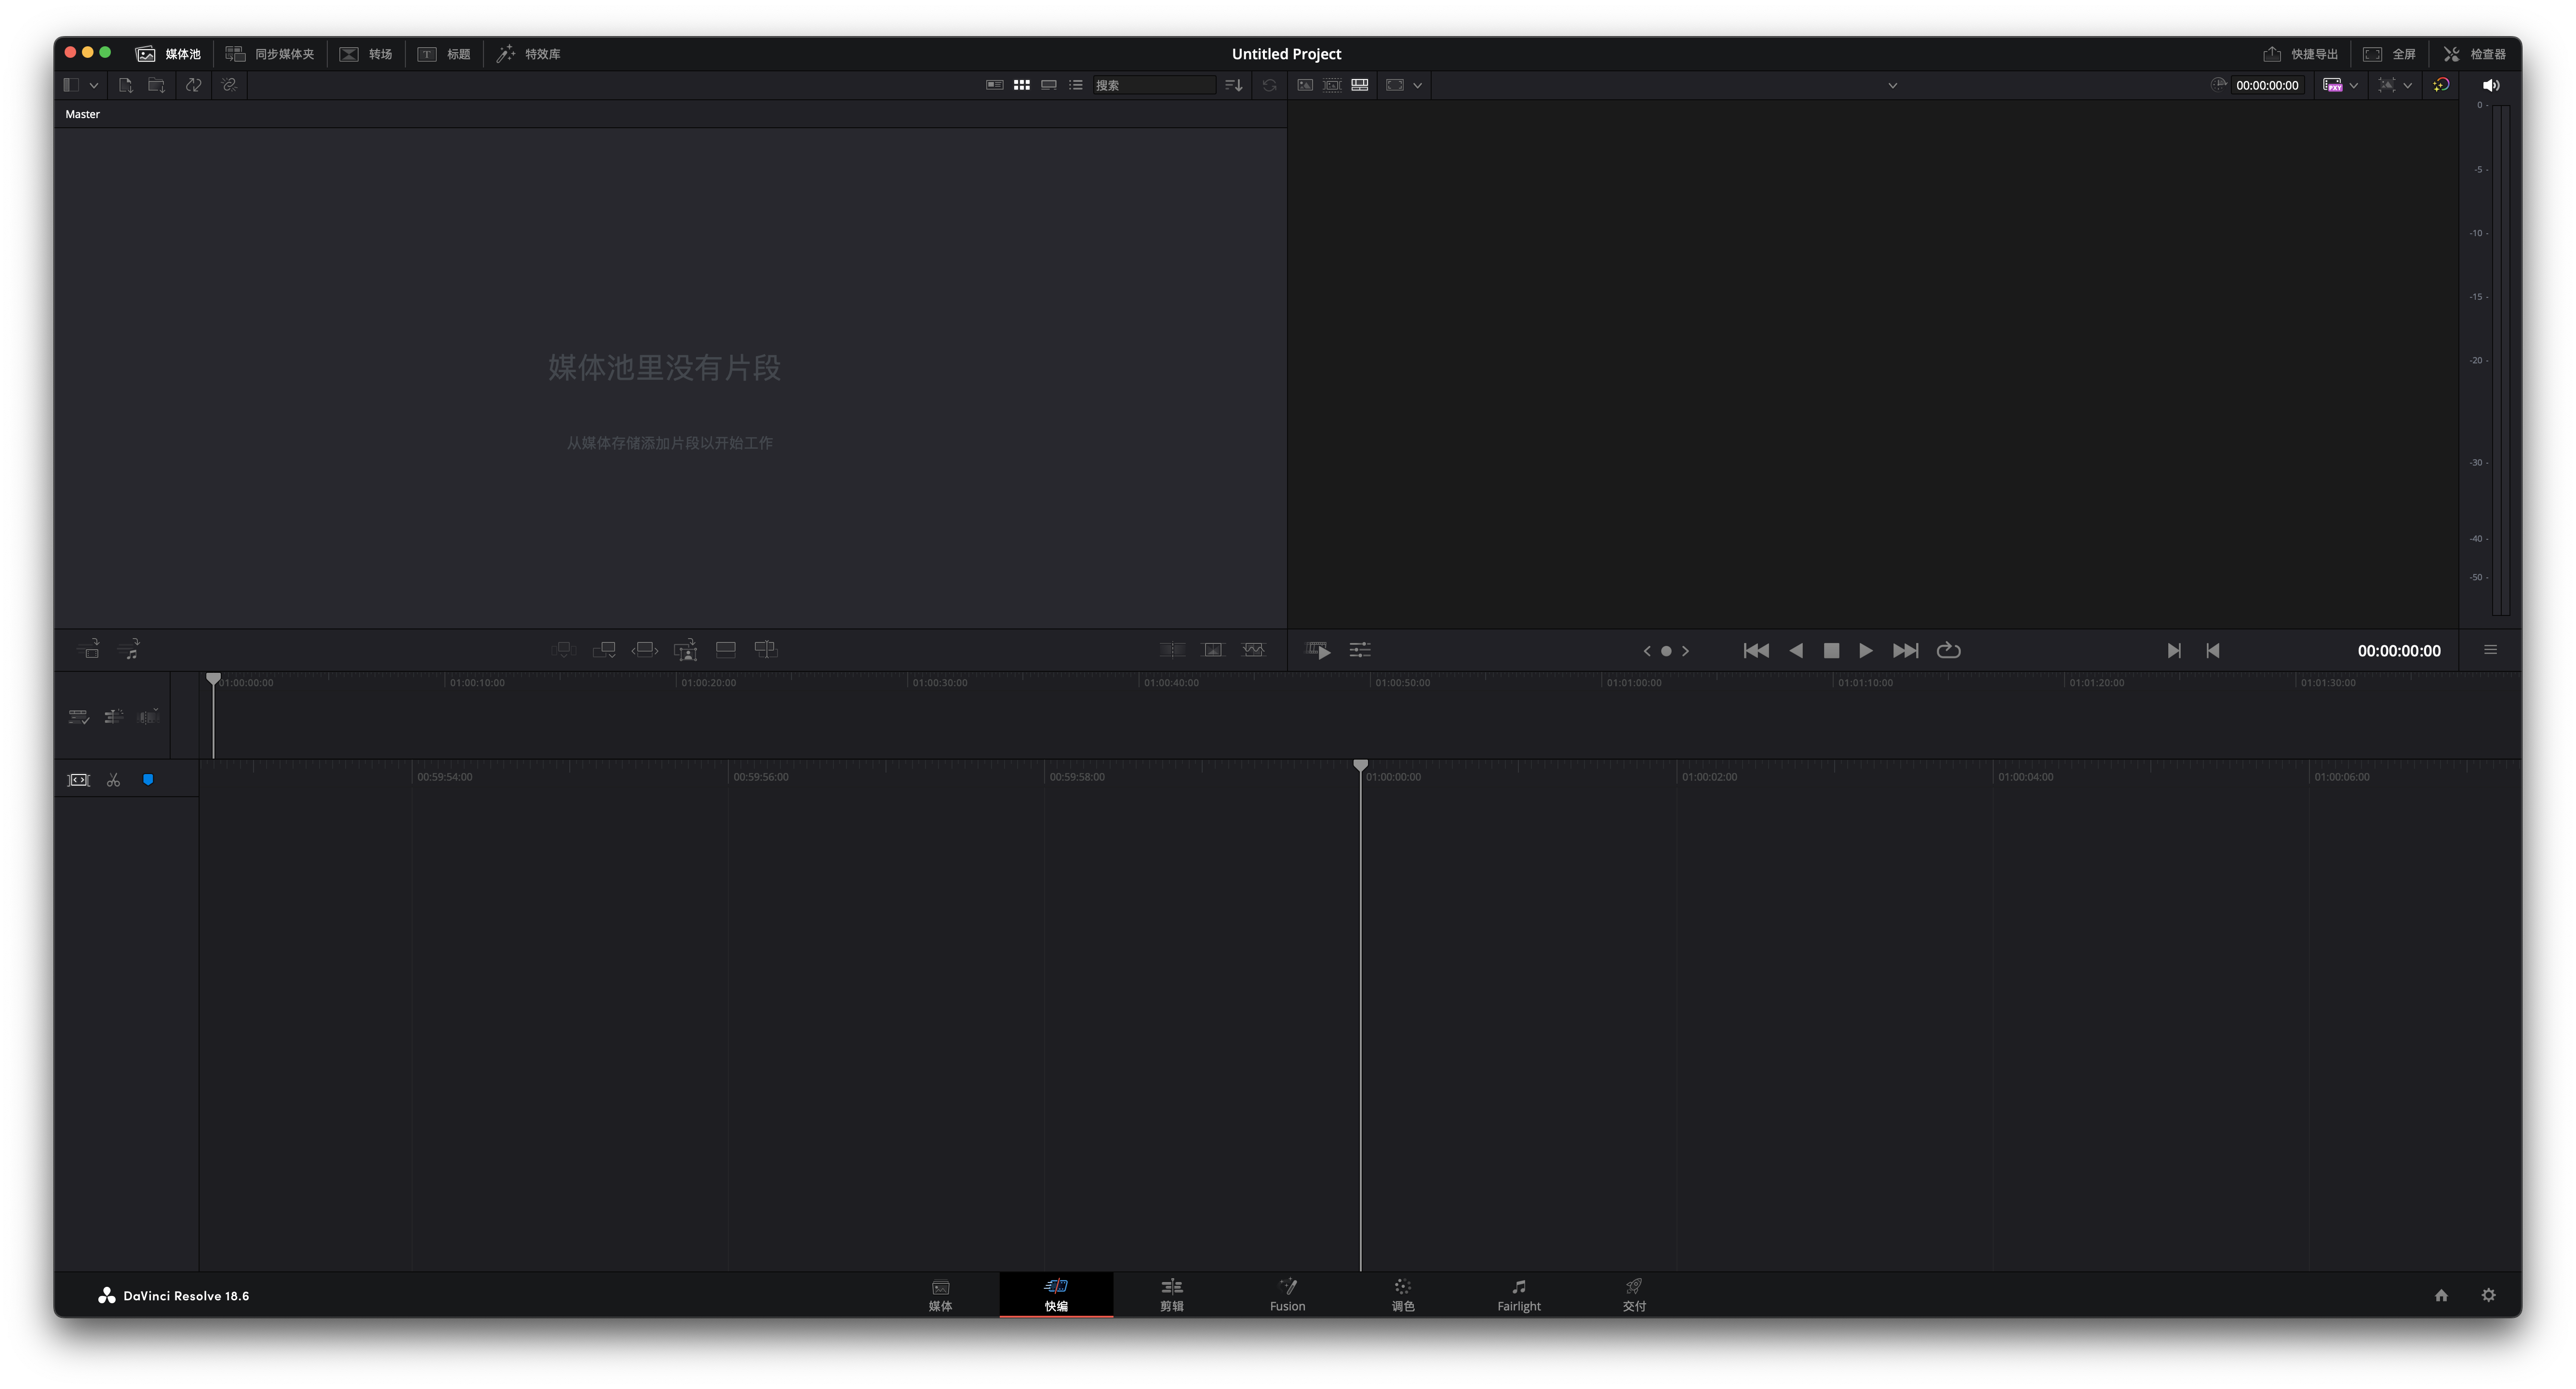 媒体池 同步媒体夹 转场 标题 特效库 Untitled Project 快捷导出 全屏 检查器
搜索 00:00:00:00 PXY
Master
0
-5
-10
-15
-20
-30
-40
-50
媒体池里没有片段
从媒体存储添加片段以开始工作
00:00:00:00
01:00:00:00 01:00:10:00 01:00:20:00 01:00:30:00 01:00:40:00 01:00:50:00 01:01:00:00 01:01:10:00 01:01:20:00 01:01:30:00
00:59:54:00 00:59:56:00 00:59:58:00 01:00:00:00 01:00:02:00 01:00:04:00 01:00:06:00
DaVinci Resolve 18.6
媒体 快编 剪辑 Fusion 调色 Fairlight 交付